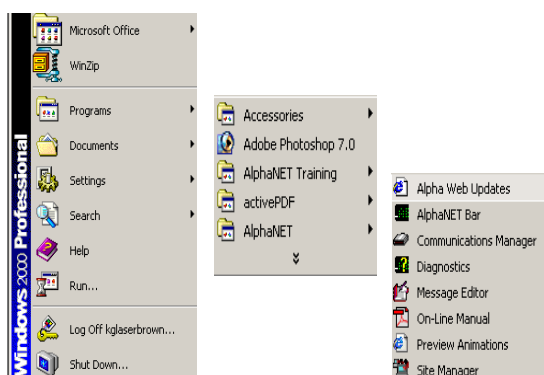 Windows 2000 Professional
Microsoft Office
WinZip
Programs
Documents
Settings
Search
Help
Run...
Log Off kglaserbrown...
Shut Down...
Accessories
Adobe Photoshop 7.0
AlphaNET Training
activePDF
AlphaNET
Alpha Web Updates
AlphaNET Bar
Communications Manager
Diagnostics
Message Editor
On-Line Manual
Preview Animations
Site Manager